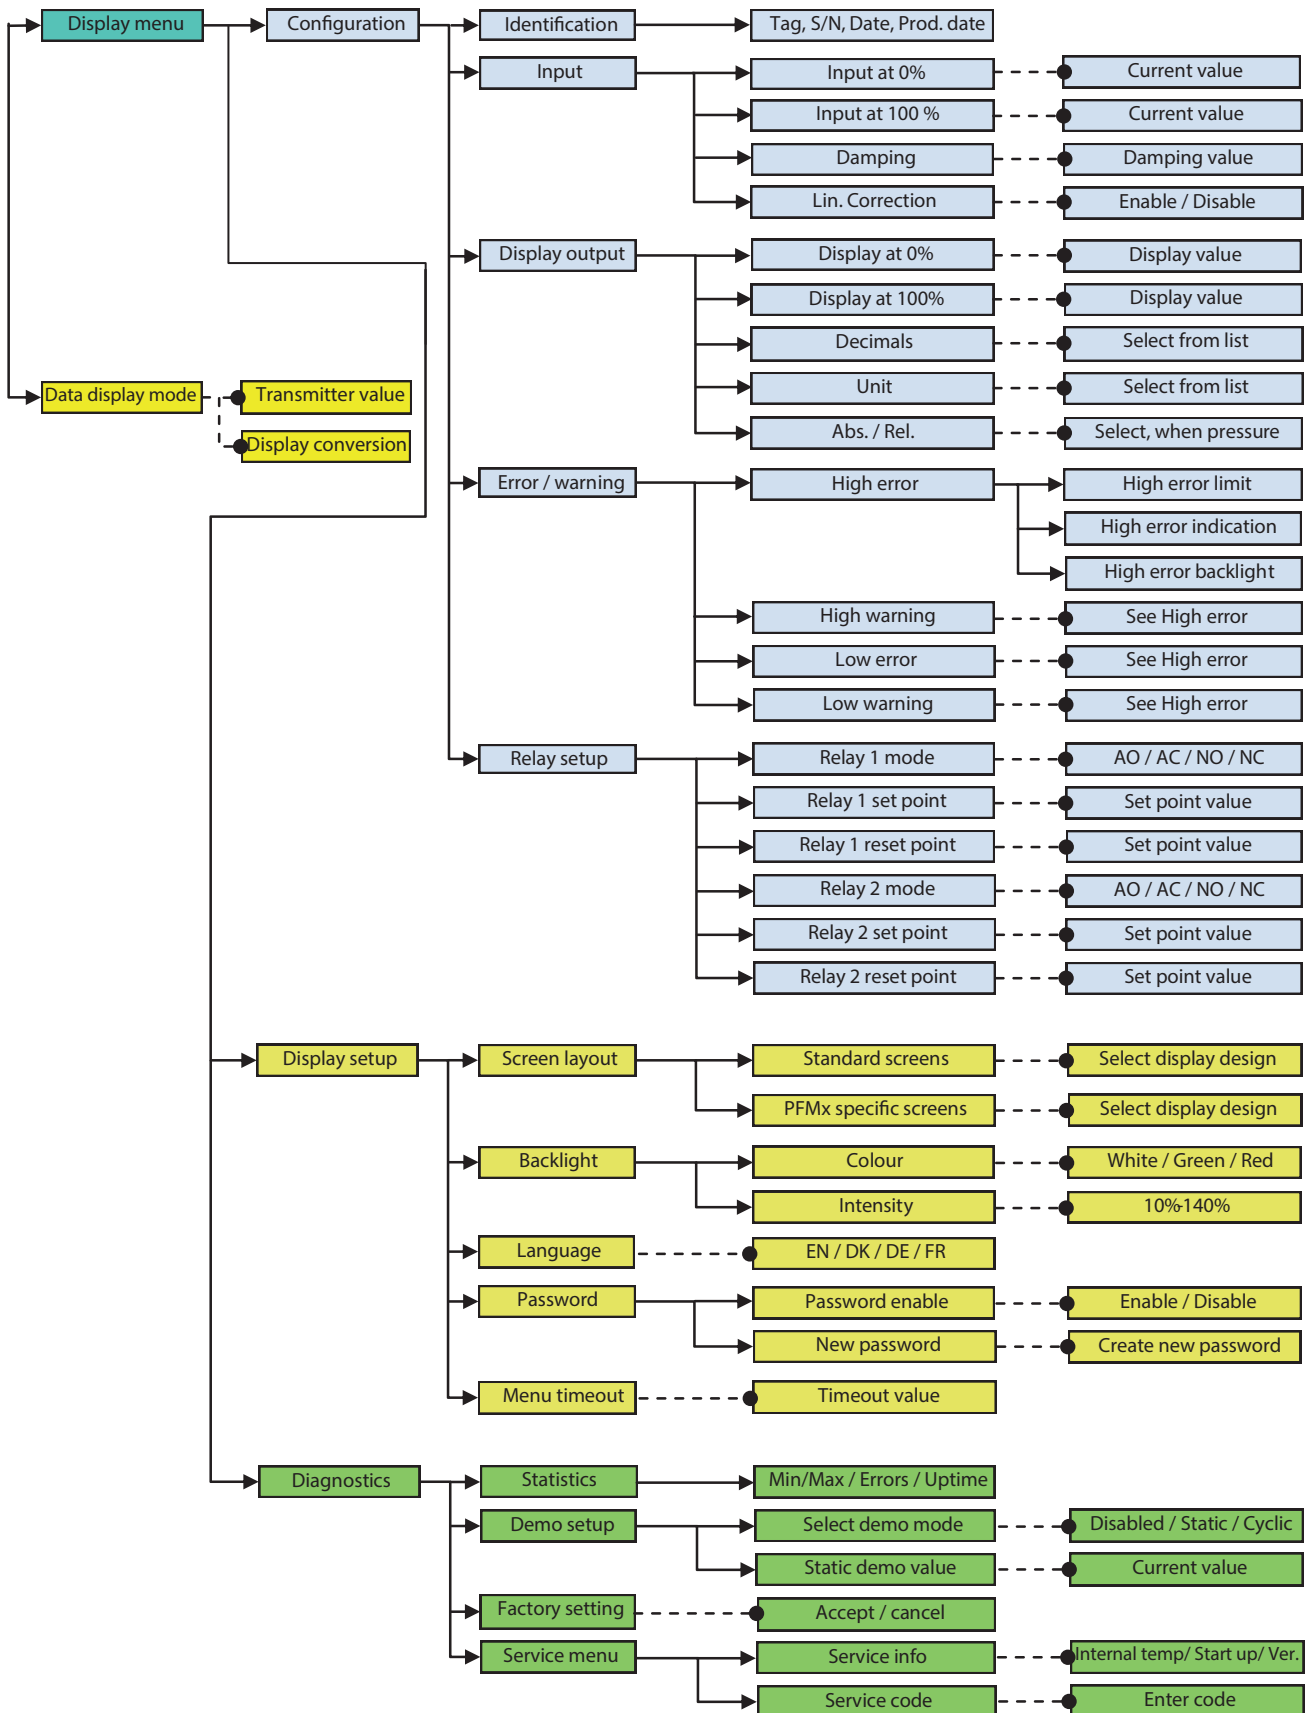 Display menu
Configuration
Identification
Tag, S/N, Date, Prod. date
Input
Input at 0%
Current value
Input at 100 %
Current value
Damping
Damping value
Lin. Correction
Enable / Disable
Display output
Display at 0%
Display value
Display at 100%
Display value
Decimals
Select from list
Unit
Select from list
Abs. / Rel.
Select, when pressure
Data display mode
Transmitter value
Display conversion
Error / warning
High error
High error limit
High error indication
High error backlight
High warning
See High error
Low error
See High error
Low warning
See High error
Relay setup
Relay 1 mode
AO / AC / NO / NC
Relay 1 set point
Set point value
Relay 1 reset point
Set point value
Relay 2 mode
AO / AC / NO / NC
Relay 2 set point
Set point value
Relay 2 reset point
Set point value
Display setup
Screen layout
Standard screens
Select display design
PFMx specific screens
Select display design
Backlight
Colour
White / Green / Red
Intensity
10%-140%
Language
EN / DK / DE / FR
Password
Password enable
Enable / Disable
New password
Create new password
Menu timeout
Timeout value
Diagnostics
Statistics
Min/Max / Errors / Uptime
Demo setup
Select demo mode
Disabled / Static / Cyclic
Static demo value
Current value
Factory setting
Accept / cancel
Service menu
Service info
Internal temp/ Start up/ Ver.
Service code
Enter code